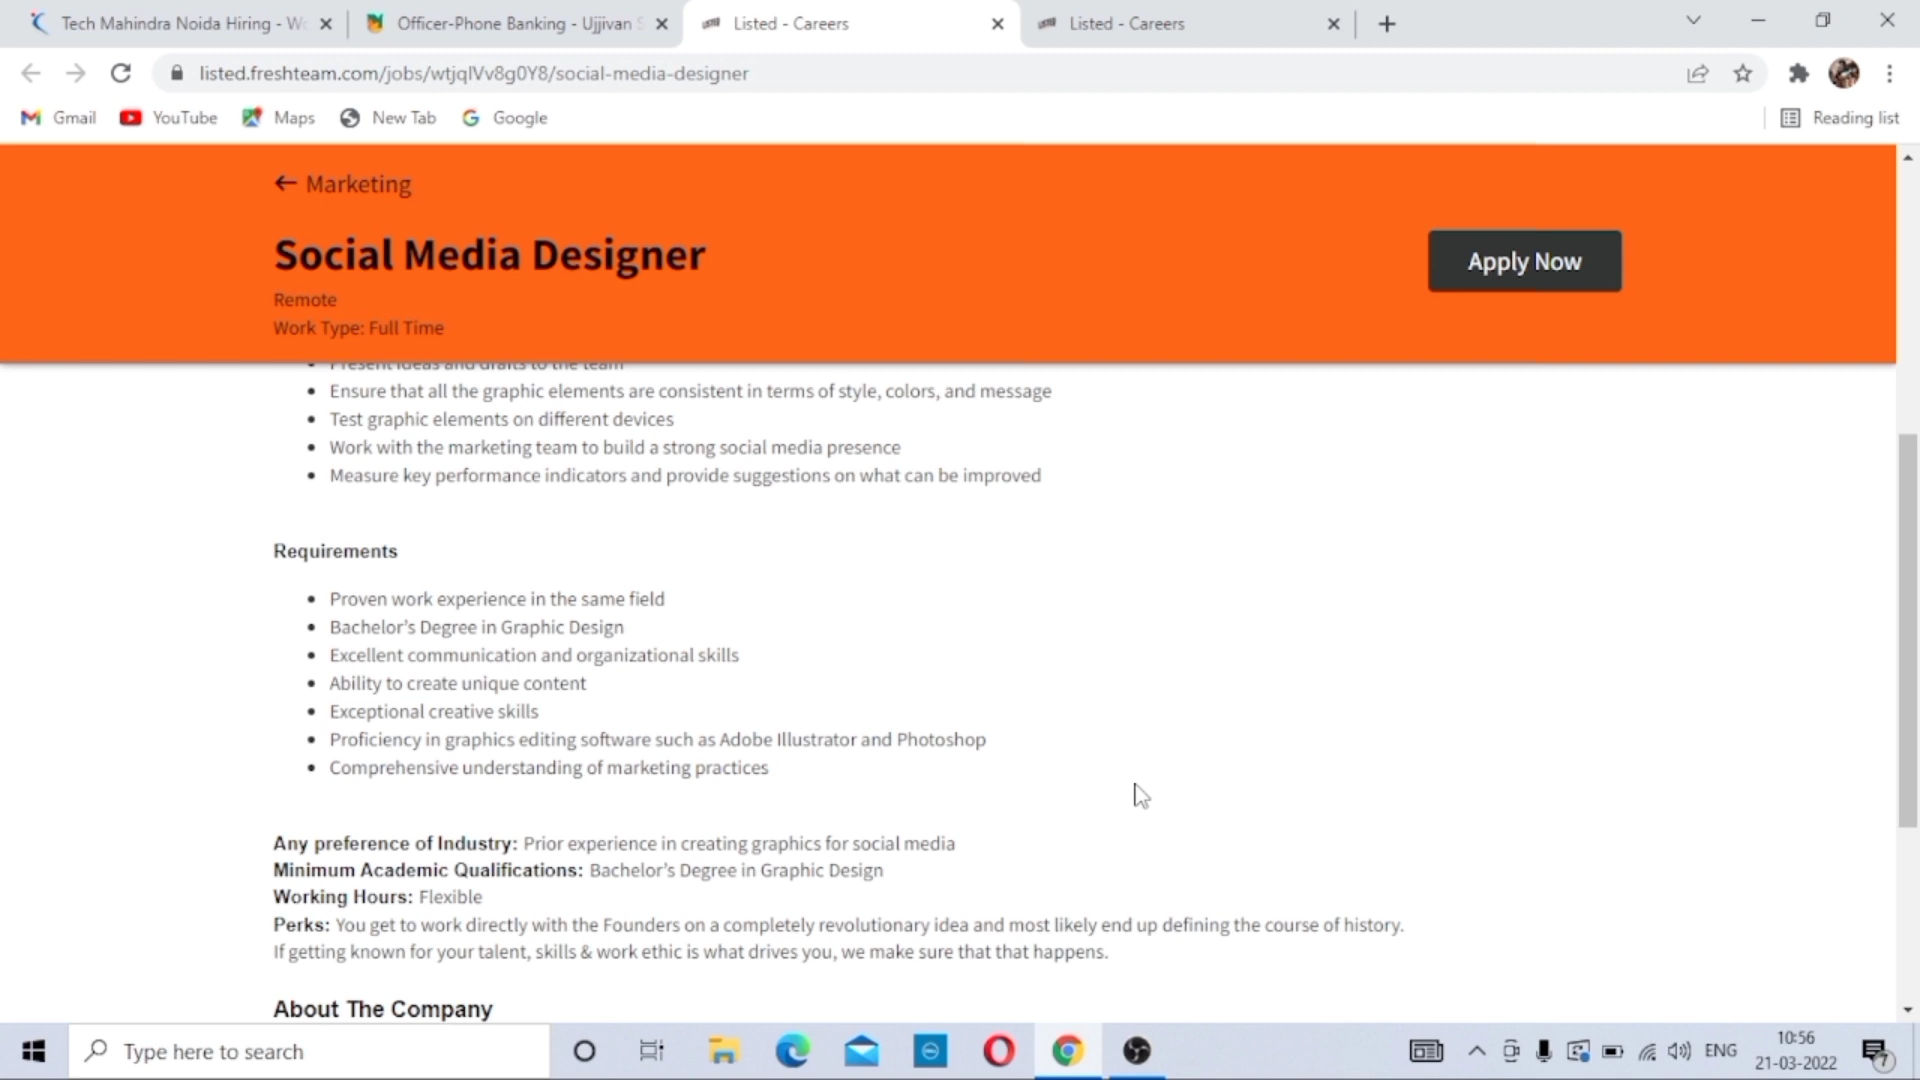 Tech Mahindra Noida Hiring - Wo
Officer-Phone Banking - Ujjivan S
Listed - Careers
Listed - Careers
listed.freshteam.com/jobs/wtjqlVv8g0Y8/social-media-designer
Gmail
YouTube
Maps
New Tab
Google
Reading list
← Marketing
Social Media Designer
Apply Now
Remote
Work Type: Full Time
• Present ideas and drafts to the team
• Ensure that all the graphic elements are consistent in terms of style, colors, and message
• Test graphic elements on different devices
• Work with the marketing team to build a strong social media presence
• Measure key performance indicators and provide suggestions on what can be improved
Requirements
• Proven work experience in the same field
• Bachelor’s Degree in Graphic Design
• Excellent communication and organizational skills
• Ability to create unique content
• Exceptional creative skills
• Proficiency in graphics editing software such as Adobe Illustrator and Photoshop
• Comprehensive understanding of marketing practices
Any preference of Industry: Prior experience in creating graphics for social media
Minimum Academic Qualifications: Bachelor’s Degree in Graphic Design
Working Hours: Flexible
Perks: You get to work directly with the Founders on a completely revolutionary idea and most likely end up defining the course of history.
If getting known for your talent, skills & work ethic is what drives you, we make sure that that happens.
About The Company
Type here to search
ENG
10:56
21-03-2022
7